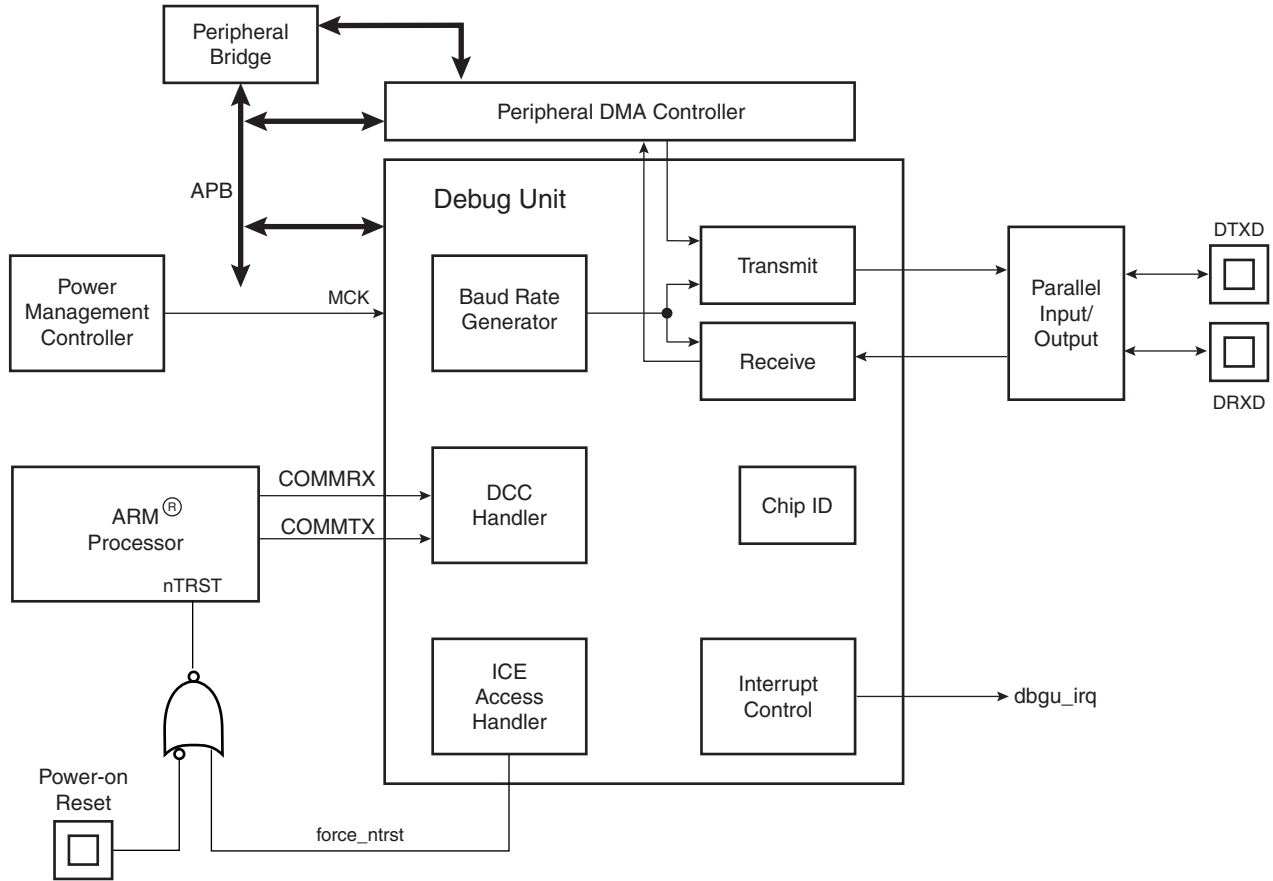 Peripheral
Bridge
Peripheral DMA Controller
APB
Debug Unit
Power
Management
Controller
MCK
Baud Rate
Generator
Transmit
Receive
Parallel
Input/
Output
DTXD
DRXD
ARM®
Processor
nTRST
COMMRX
COMMTX
DCC
Handler
Chip ID
ICE
Access
Handler
Interrupt
Control
dbgu_irq
Power-on
Reset
force_ntrst